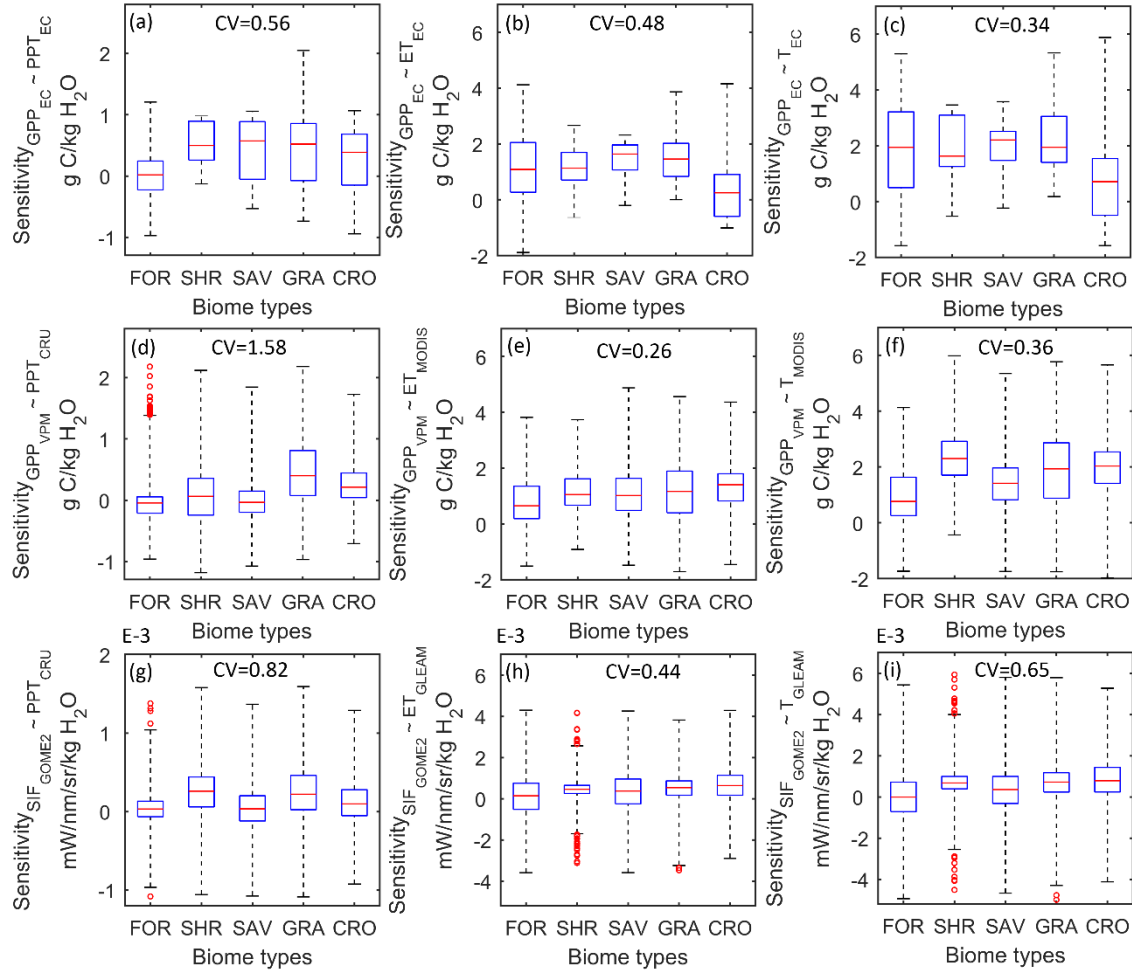 (a) CV=0.56
Sensitivity GPP_EC ~ PPT_EC
g C/kg H2O
2
1
0
-1
FOR SHR SAV GRA CRO
Biome types
(b) CV=0.48
Sensitivity GPP_EC ~ ET_EC
g C/kg H2O
6
4
2
0
-2
FOR SHR SAV GRA CRO
Biome types
(c) CV=0.34
Sensitivity GPP_EC ~ T_EC
g C/kg H2O
6
4
2
0
-2
FOR SHR SAV GRA CRO
Biome types
(d) CV=1.58
Sensitivity GPP_VPM ~ PPT_CRU
g C/kg H2O
2
1
0
-1
FOR SHR SAV GRA CRO
Biome types
(e) CV=0.26
Sensitivity GPP_VPM ~ ET_MODIS
g C/kg H2O
6
4
2
0
-2
FOR SHR SAV GRA CRO
Biome types
(f) CV=0.36
Sensitivity GPP_VPM ~ T_MODIS
g C/kg H2O
6
4
2
0
-2
FOR SHR SAV GRA CRO
Biome types
E-3
(g) CV=0.82
Sensitivity SIF_GOME2 ~ PPT_CRU
mW/nm/sr/kg H2O
2
1
0
-1
FOR SHR SAV GRA CRO
Biome types
E-3
(h) CV=0.44
Sensitivity SIF_GOME2 ~ ET_GLEAM
mW/nm/sr/kg H2O
4
2
0
-2
-4
FOR SHR SAV GRA CRO
Biome types
E-3
(i) CV=0.65
Sensitivity SIF_GOME2 ~ T_GLEAM
mW/nm/sr/kg H2O
6
4
2
0
-2
-4
FOR SHR SAV GRA CRO
Biome types